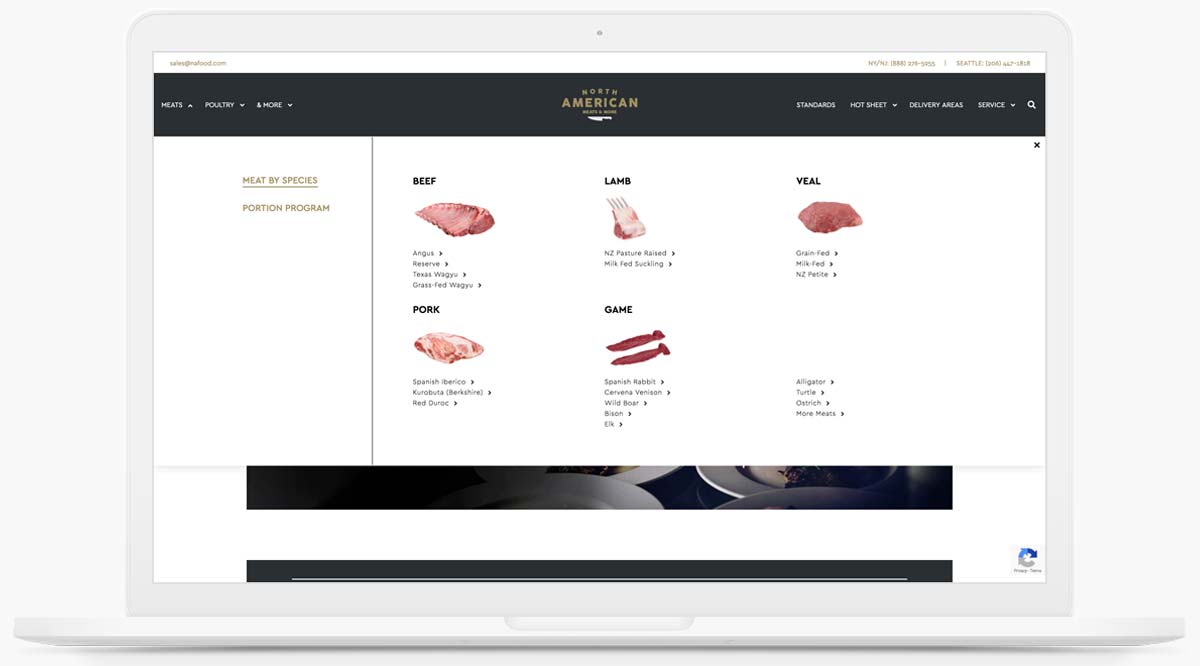 sales@nafood.com
NY/NJ: (888) 276-5955 | SEATTLE: (206) 447-1818
MEATS POULTRY & MORE
NORTH
AMERICAN
MEATS & MORE
STANDARDS HOT SHEET DELIVERY AREAS SERVICE
MEAT BY SPECIES
PORTION PROGRAM
BEEF
Angus
Reserve
Texas Wagyu
Grass-Fed Wagyu
LAMB
NZ Pasture Raised
Milk Fed Suckling
VEAL
Grain-Fed
Milk-Fed
NZ Petite
PORK
Spanish Iberico
Kurobuta (Berkshire)
Red Duroc
GAME
Spanish Rabbit
Cervena Venison
Wild Boar
Bison
Elk
Alligator
Turtle
Ostrich
More Meats
Privacy - Terms